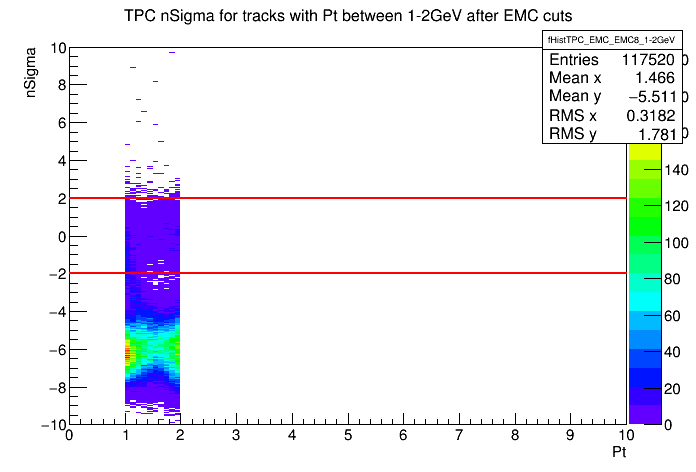 TPC nSigma for tracks with Pt between 1-2GeV after EMC cuts
fHistTPC_EMC_EMC8_1-2GeV
Entries 117520
Mean x 1.466
Mean y −5.511
RMS x 0.3182
RMS y 1.781
nSigma
10
8
6
4
2
0
−2
−4
−6
−8
−10
0 1 2 3 4 5 6 7 8 9 10
Pt
140
120
100
80
60
40
20
0